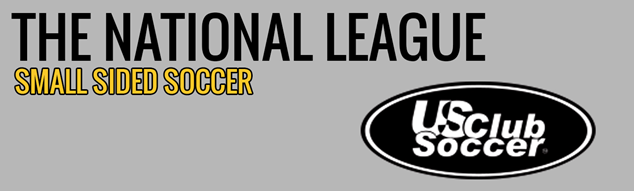 THE NATIONAL LEAGUE
SMALL SIDED SOCCER
US Club
Soccer